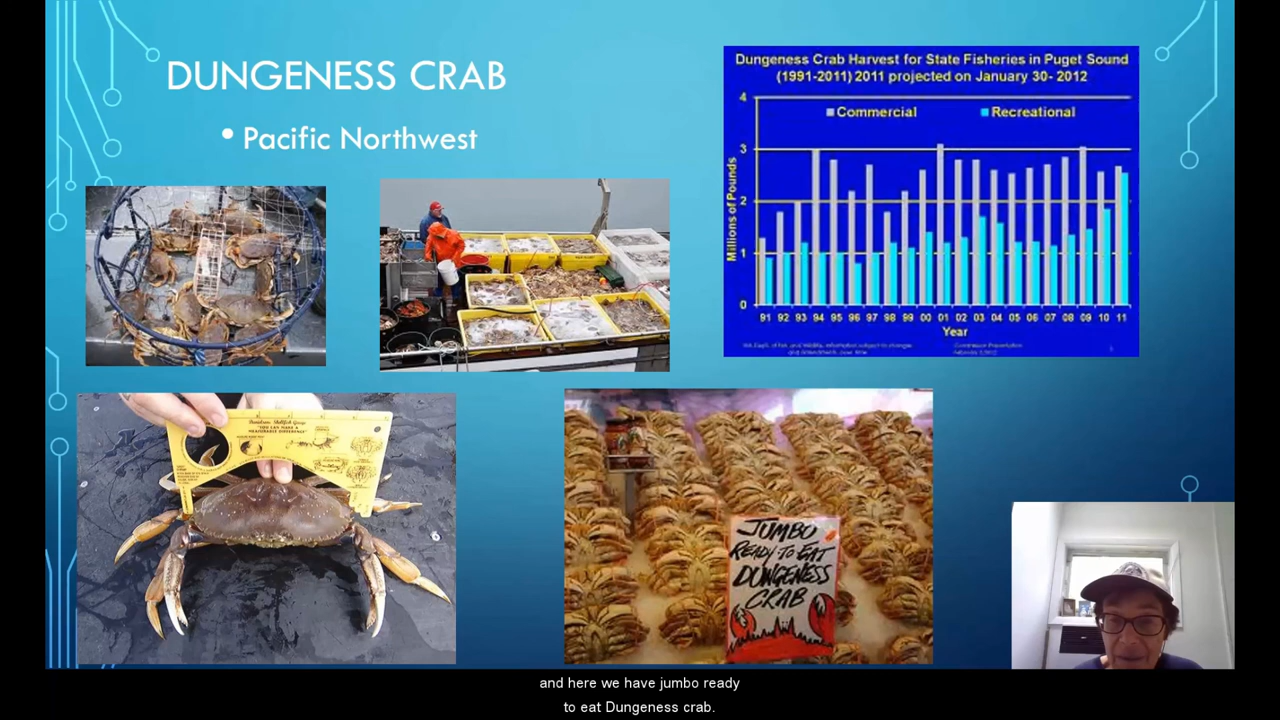 DUNGENESS CRAB
• Pacific Northwest
Dungeness Crab Harvest for State Fisheries in Puget Sound
(1991-2011) 2011 projected on January 30- 2012
Commercial
Recreational
Millions of Pounds
4
3
2
1
0
91 92 93 94 95 96 97 98 99 00 01 02 03 04 05 06 07 08 09 10 11
Year
JUMBO
READY-TO-EAT
DUNGENESS
CRAB
and here we have jumbo ready
to eat Dungeness crab.